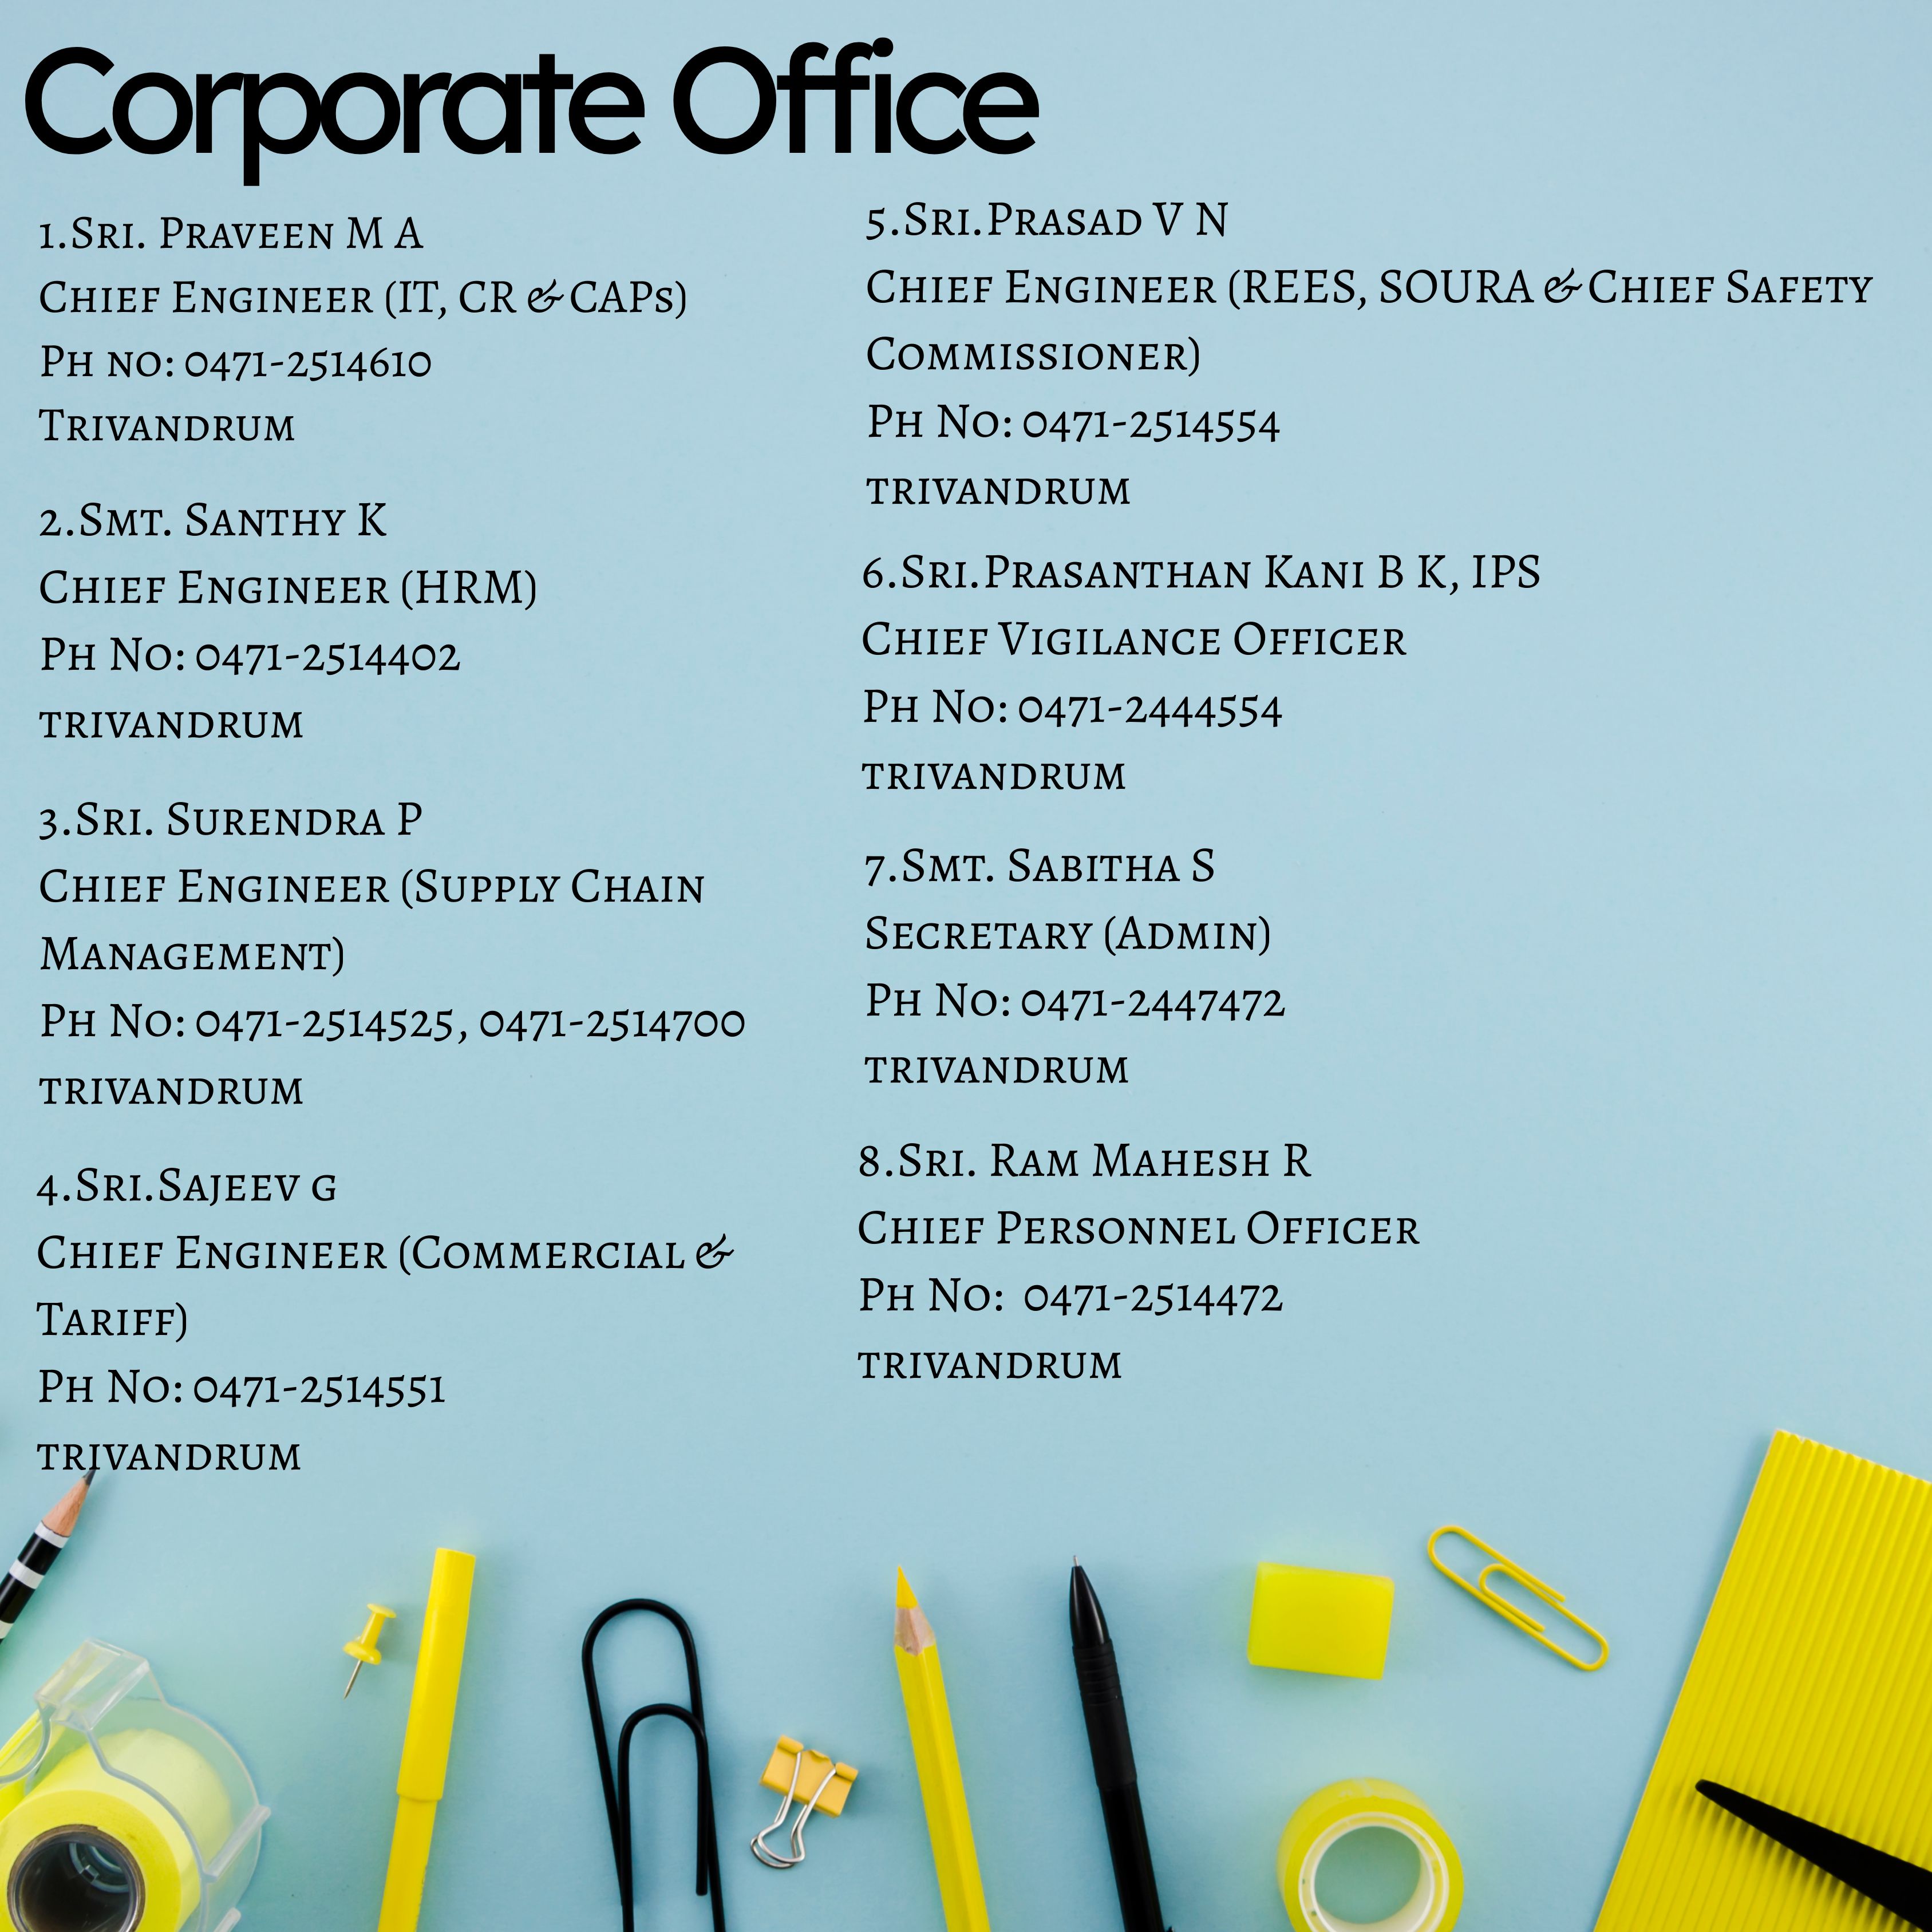 Corporate Office
1.Sri. Praveen M A
Chief Engineer (IT, CR & CAPs)
Ph no: 0471-2514610
Trivandrum
2.Smt. Santhy K
Chief Engineer (HRM)
Ph No: 0471-2514402
trivandrum
3.Sri. Surendra P
Chief Engineer (Supply Chain
Management)
Ph No: 0471-2514525, 0471-2514700
trivandrum
4.Sri.Sajeev g
Chief Engineer (Commercial &
Tariff)
Ph No: 0471-2514551
trivandrum
5.Sri.Prasad V N
Chief Engineer (REES, SOURA & Chief Safety
Commissioner)
Ph No: 0471-2514554
trivandrum
6.Sri.Prasanthan Kani B K, IPS
Chief Vigilance Officer
Ph No: 0471-2444554
trivandrum
7.Smt. Sabitha S
Secretary (Admin)
Ph No: 0471-2447472
trivandrum
8.Sri. Ram Mahesh R
Chief Personnel Officer
Ph No: 0471-2514472
trivandrum